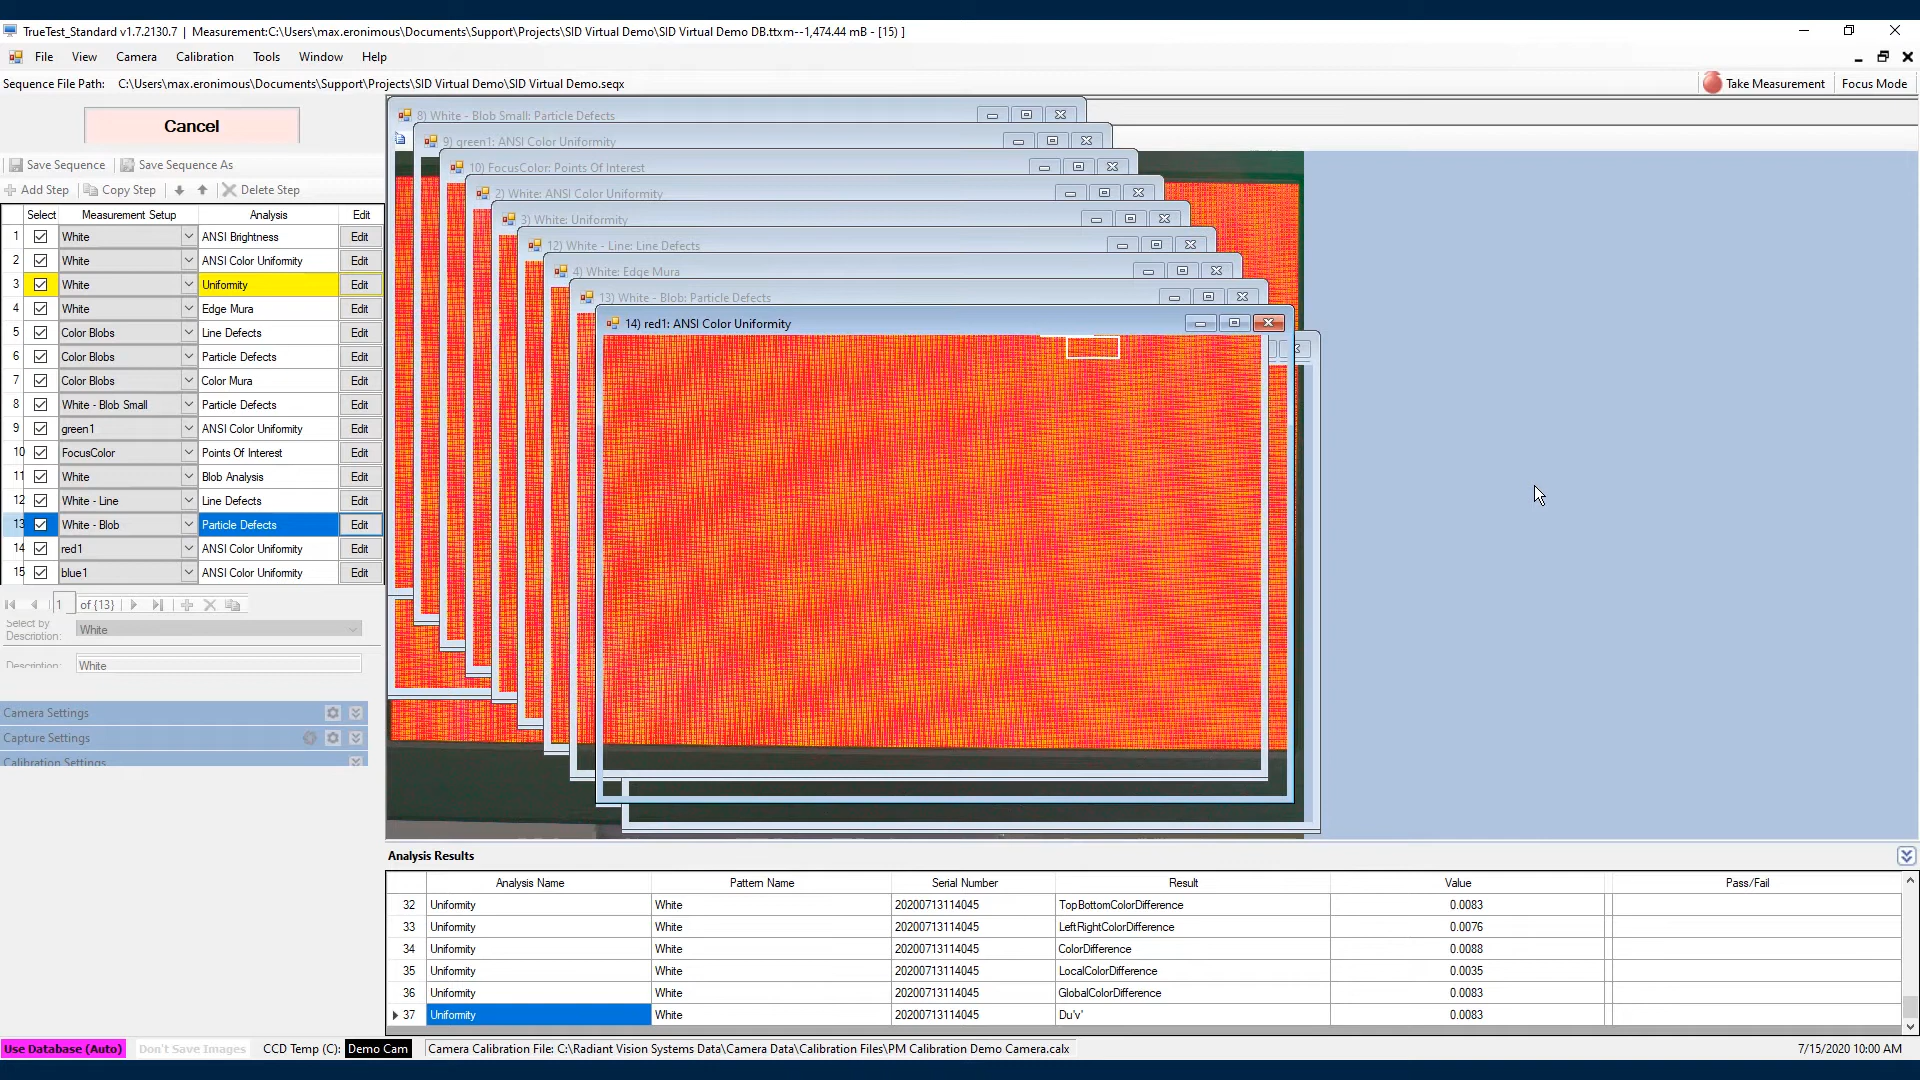 TrueTest_Standard v1.7.2130.7 | Measurement:C:\Users\max.eronimous\Documents\Support\Projects\SID Virtual Demo\SID Virtual Demo DB.ttxm--1,474.44 mB - [15) ]
File View Camera Calibration Tools Window Help
Sequence File Path: C:\Users\max.eronimous\Documents\Support\Projects\SID Virtual Demo\SID Virtual Demo.seqx Take Measurement Focus Mode
Cancel
Save Sequence Save Sequence As
Add Step Copy Step Delete Step
Select Measurement Setup Analysis Edit
1 White ANSI Brightness Edit
2 White ANSI Color Uniformity Edit
3 White Uniformity Edit
4 White Edge Mura Edit
5 Color Blobs Line Defects Edit
6 Color Blobs Particle Defects Edit
7 Color Blobs Color Mura Edit
8 White - Blob Small Particle Defects Edit
9 green1 ANSI Color Uniformity Edit
10 FocusColor Points Of Interest Edit
11 White Blob Analysis Edit
12 White - Line Line Defects Edit
13 White - Blob Particle Defects Edit
14 red1 ANSI Color Uniformity Edit
15 blue1 ANSI Color Uniformity Edit
1 of {13}
Select by
Description: White
Description: White
Camera Settings
Capture Settings
Calibration Settings
8) White - Blob Small: Particle Defects
9) green1: ANSI Color Uniformity
10) FocusColor: Points Of Interest
2) White: ANSI Color Uniformity
3) White: Uniformity
12) White - Line: Line Defects
4) White: Edge Mura
13) White - Blob: Particle Defects
14) red1: ANSI Color Uniformity
Analysis Results
Analysis Name Pattern Name Serial Number Result Value Pass/Fail
32 Uniformity White 20200713114045 TopBottomColorDifference 0.0083
33 Uniformity White 20200713114045 LeftRightColorDifference 0.0076
34 Uniformity White 20200713114045 ColorDifference 0.0088
35 Uniformity White 20200713114045 LocalColorDifference 0.0035
36 Uniformity White 20200713114045 GlobalColorDifference 0.0083
37 Uniformity White 20200713114045 Du'v' 0.0083
Use Database (Auto) Don't Save Images CCD Temp (C): Demo Cam Camera Calibration File: C:\Radiant Vision Systems Data\Camera Data\Calibration Files\PM Calibration Demo Camera.calx 7/15/2020 10:00 AM